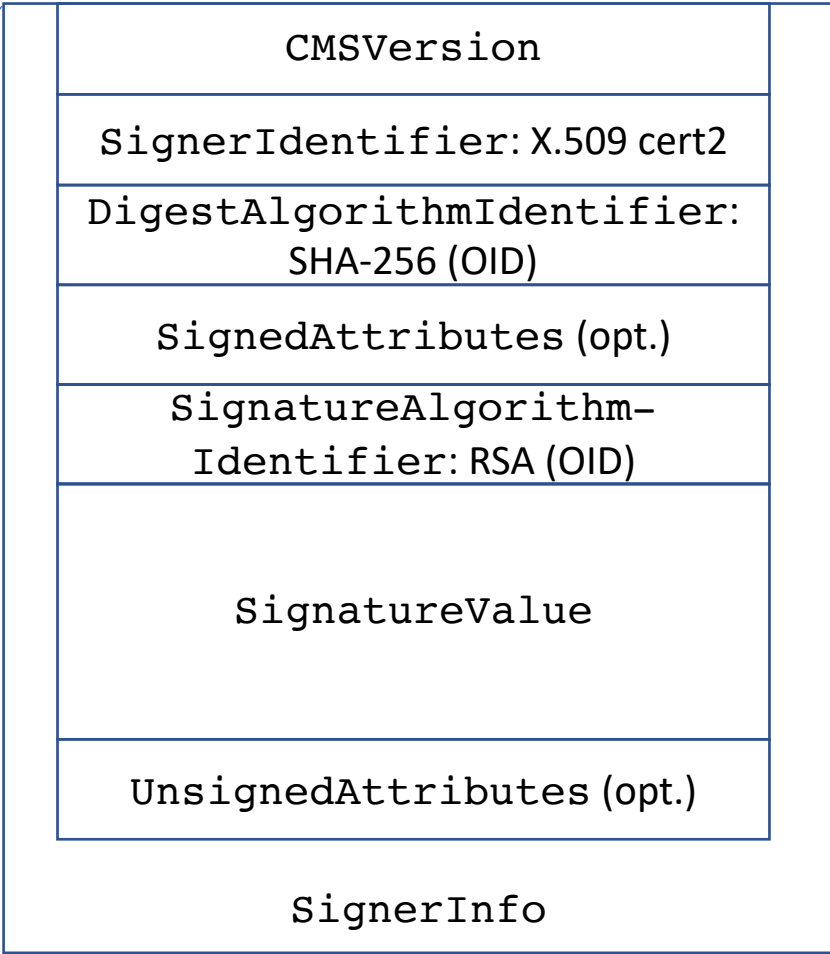 CMSVersion
SignerIdentifier: X.509 cert2
DigestAlgorithmIdentifier:
SHA-256 (OID)
SignedAttributes (opt.)
SignatureAlgorithm-
Identifier: RSA (OID)
SignatureValue
UnsignedAttributes (opt.)
SignerInfo